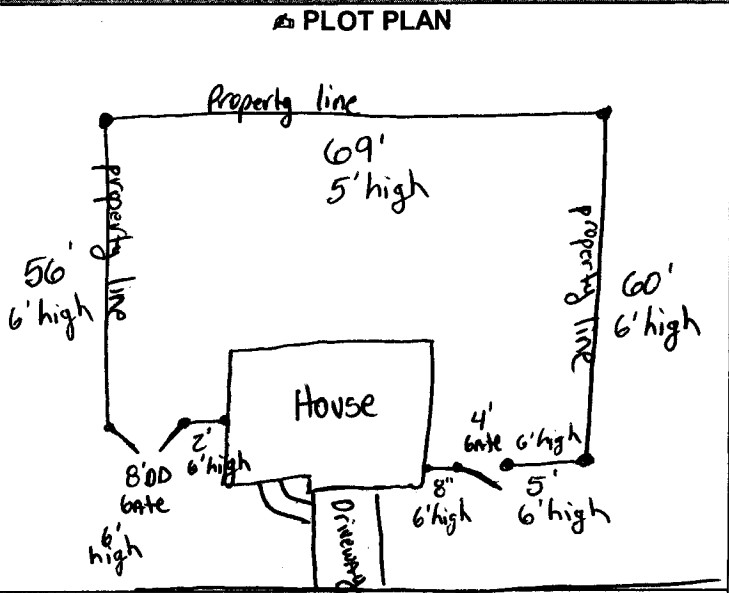 ✍ PLOT PLAN
Property line
69'
5' high
property line
56'
6' high
property line
60'
6' high
House
2'
6' high
8' DD
GAte
6'
high
4'
GAte
6' high
8"
6' high
5'
6' high
Driveway